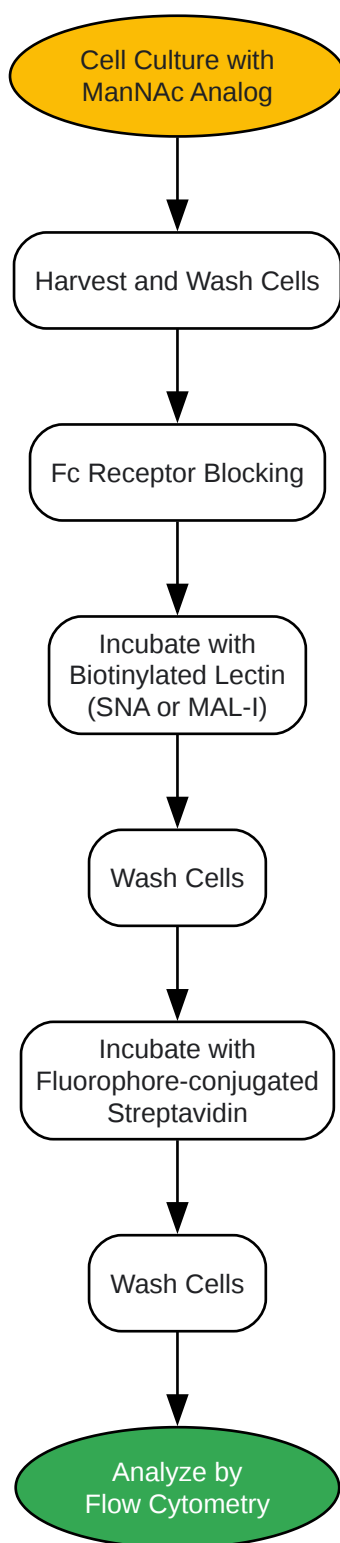 Cell Culture with
ManNAc Analog
Harvest and Wash Cells
Fc Receptor Blocking
Incubate with
Biotinylated Lectin
(SNA or MAL-I)
Wash Cells
Incubate with
Fluorophore-conjugated
Streptavidin
Wash Cells
Analyze by
Flow Cytometry